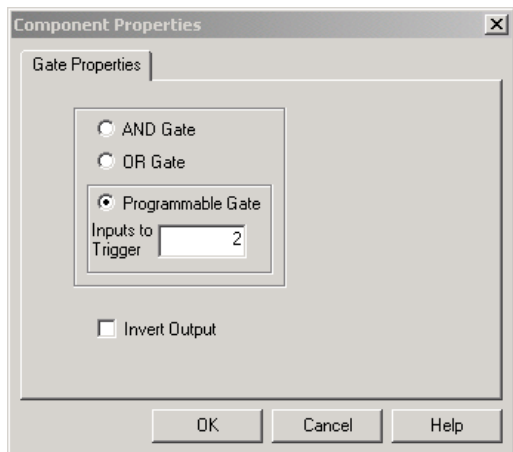 Component Properties
Gate Properties
AND Gate
OR Gate
Programmable Gate
Inputs to
Trigger
2
Invert Output
OK
Cancel
Help